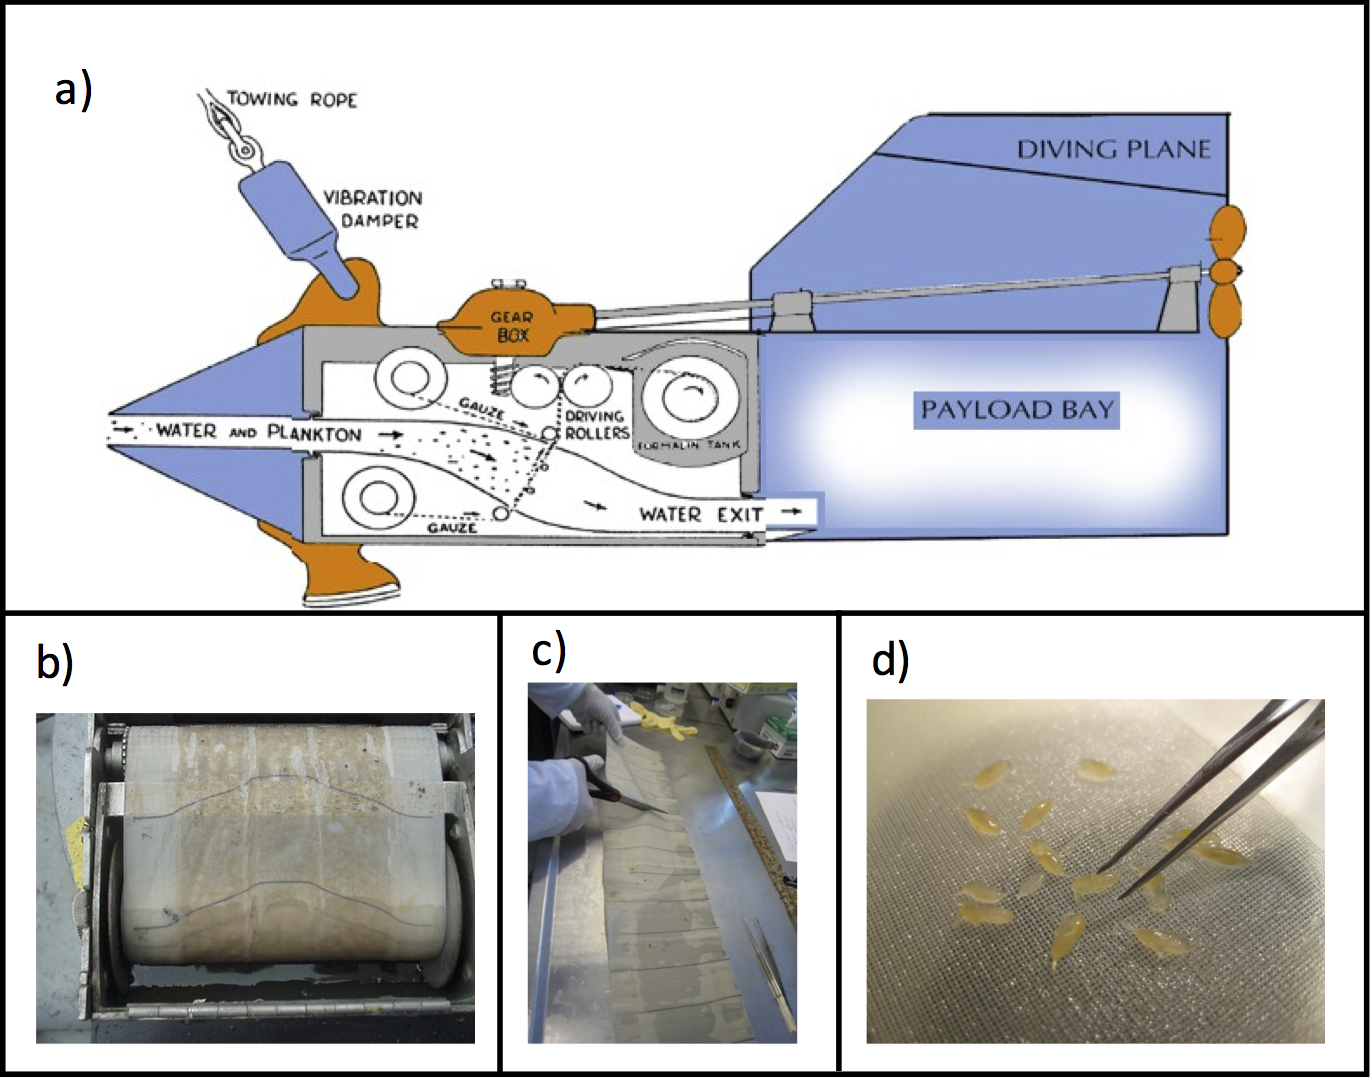 a)
TOWING ROPE
VIBRATION
DAMPER
DIVING PLANE
GEAR
BOX
GAUZE
DRIVING
ROLLERS
FORMALIN TANK
PAYLOAD BAY
WATER AND PLANKTON
WATER EXIT
GAUZE
b)
c)
d)